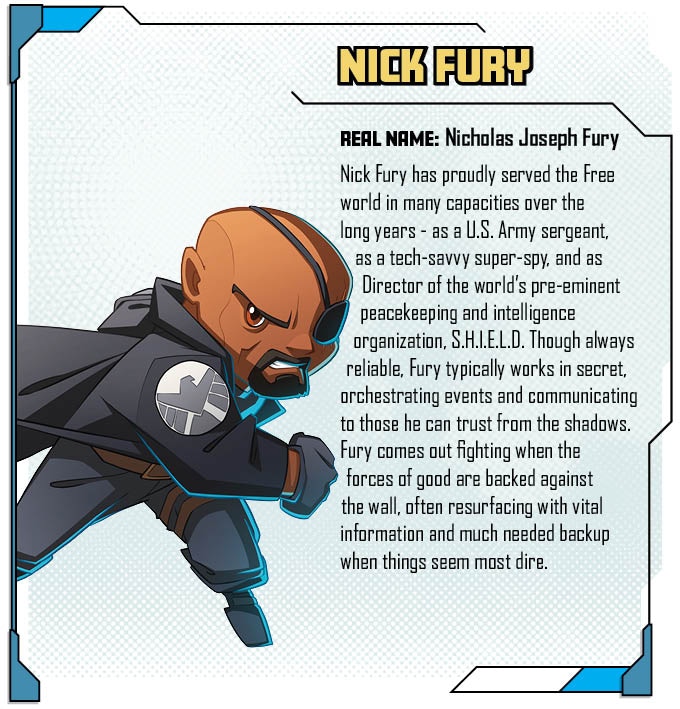 NICK FURY
REAL NAME: Nicholas Joseph Fury
Nick Fury has proudly served the Free
world in many capacities over the
long years - as a U.S. Army sergeant,
as a tech-savvy super-spy, and as
Director of the world's pre-eminent
peacekeeping and intelligence
organization, S.H.I.E.L.D. Though always
reliable, Fury typically works in secret,
orchestrating events and communicating
to those he can trust from the shadows.
Fury comes out fighting when the
forces of good are backed against
the wall, often resurfacing with vital
information and much needed backup
when things seem most dire.